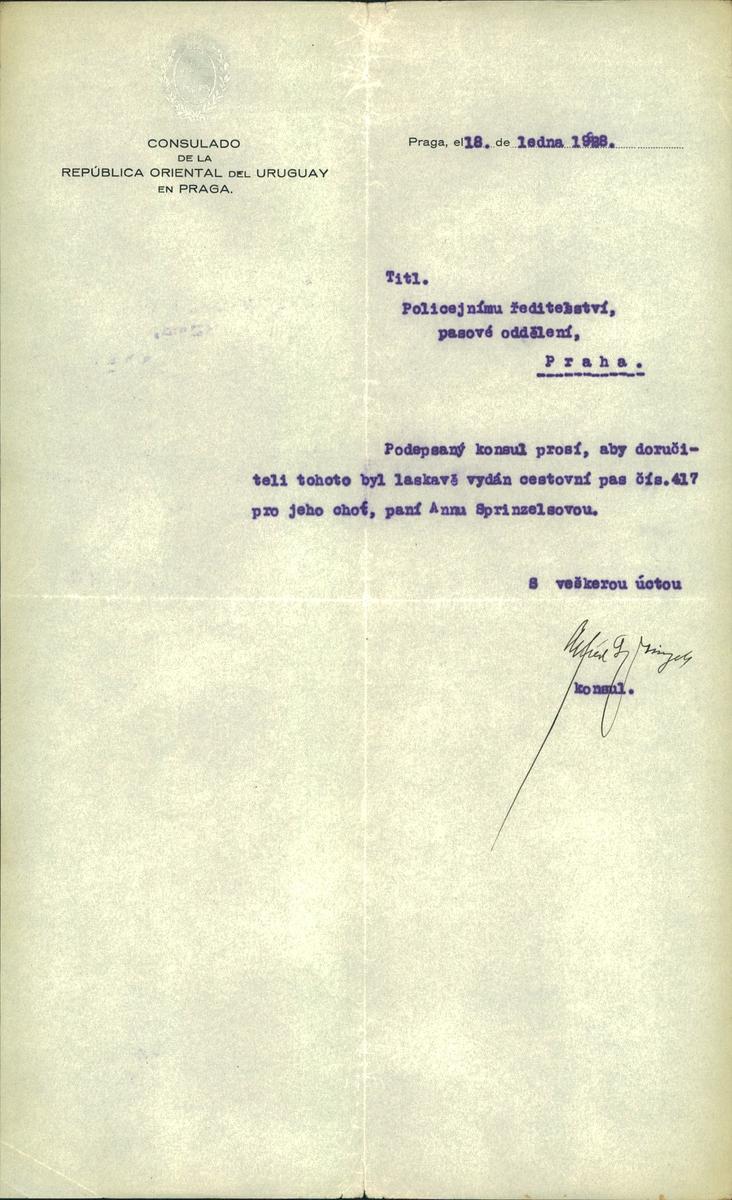 CONSULADO
DE LA
REPÚBLICA ORIENTAL DEL URUGUAY
EN PRAGA.
Praga, el 18. de ledna 1928.
Titl.
Policejnímu ředitelství,
pasové oddělení,
Praha.
Podepsaný konsul prosí, aby doruči-
teli tohoto byl laskavě vydán cestovní pas čís.417
pro jeho choť, paní Annu Sprinzelsovou.
S veškerou úctou
Alfred Sprinzels
konsul.